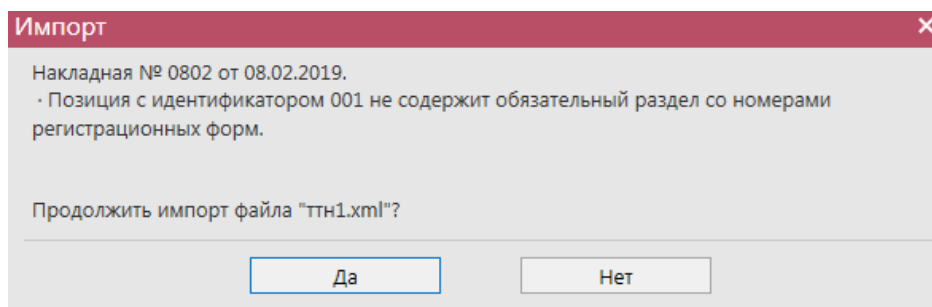 Импорт
Накладная № 0802 от 08.02.2019.
· Позиция с идентификатором 001 не содержит обязательный раздел со номерами
регистрационных форм.
Продолжить импорт файла "ттн1.xml"?
Да
Нет